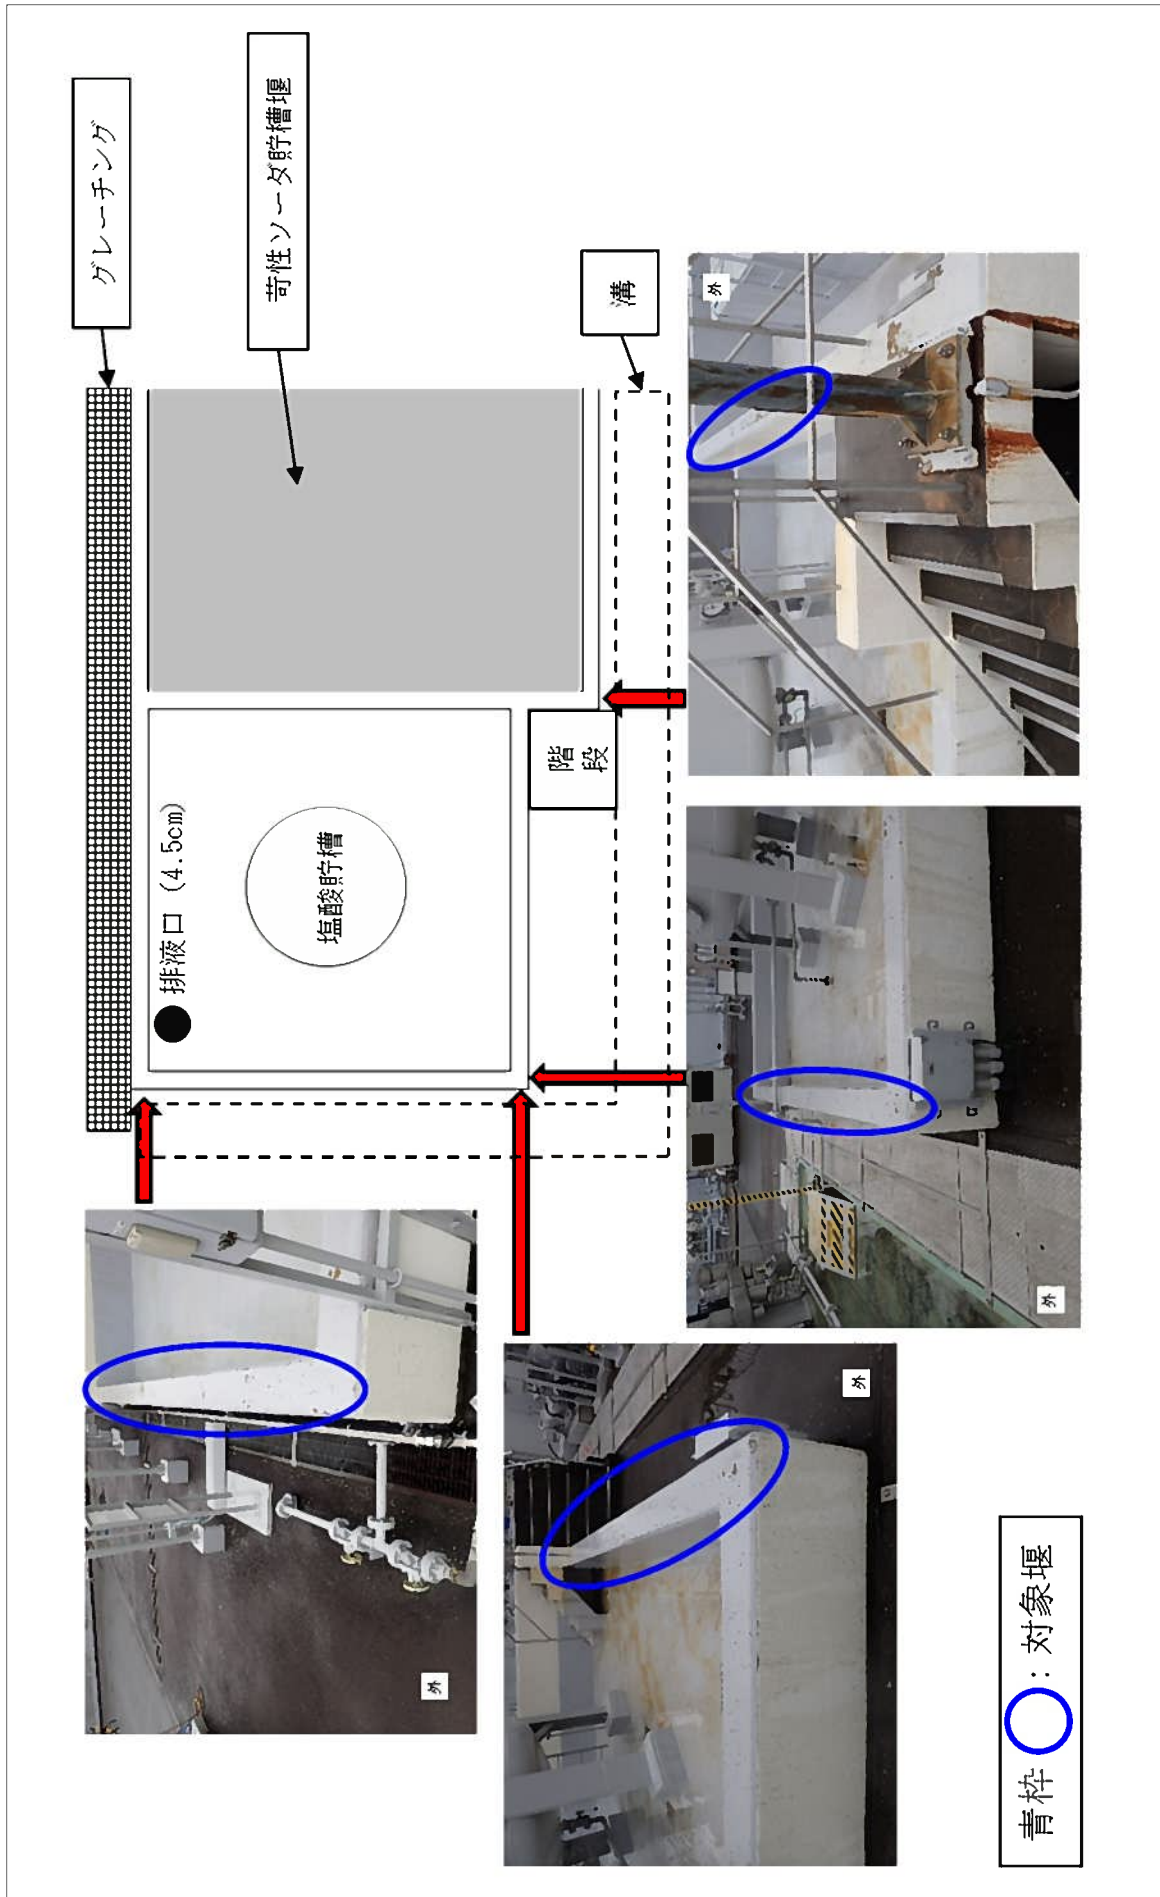 グレーチング
苛性ソーダ貯槽堰
溝
階
段
排液口 (4.5cm)
塩酸貯槽
外
外
外
外
青枠 : 対象堰